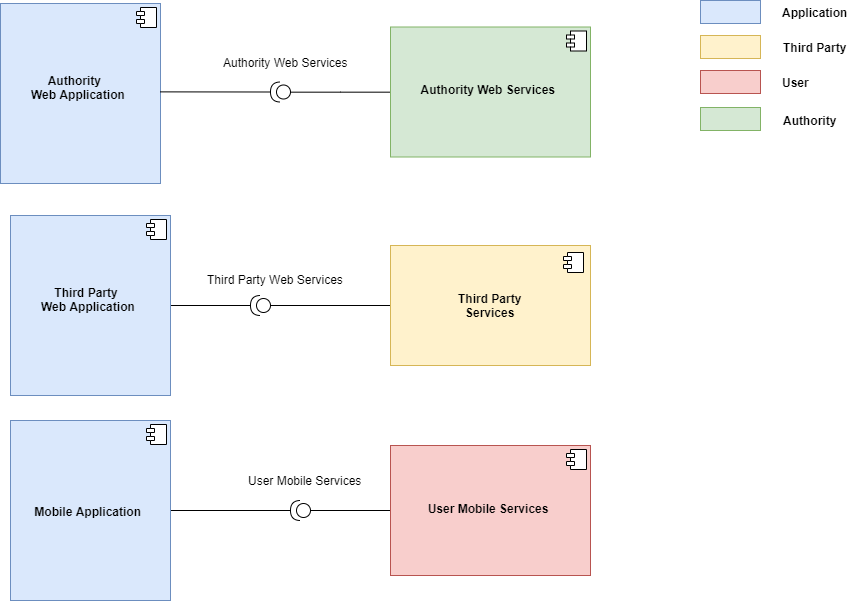 Application
Third Party
User
Authority
Authority Web Services
Authority
Web Application
Authority Web Services
Third Party Web Services
Third Party
Web Application
Third Party
Services
User Mobile Services
Mobile Application
User Mobile Services